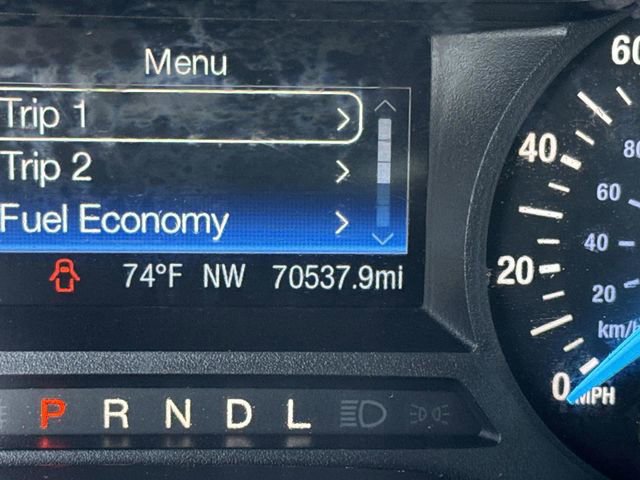 Menu
Trip 1
Trip 2
Fuel Economy
74°F NW 70537.9mi
P R N D L
60
40
20
0 MPH
80
60
40
20
km/h